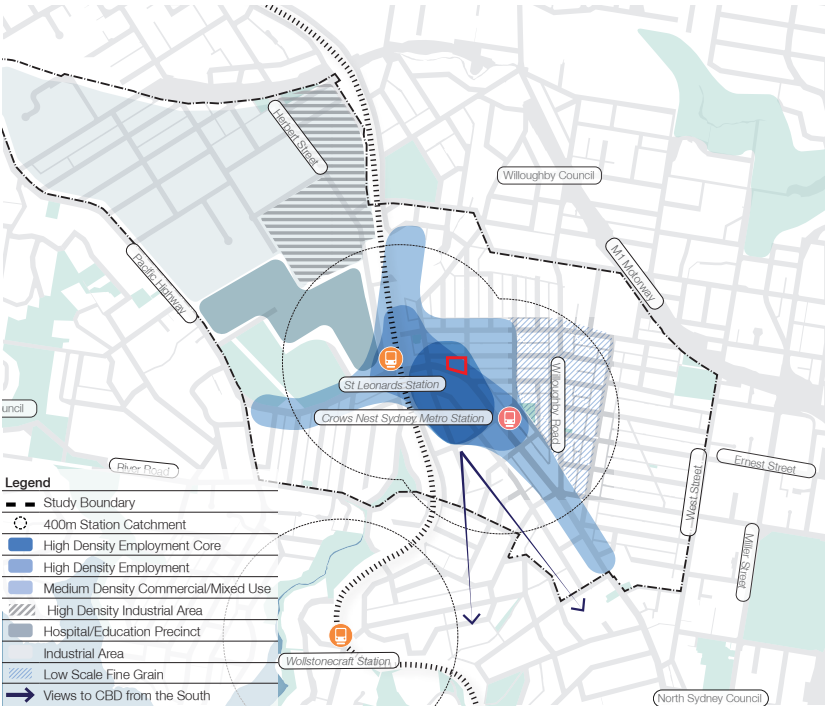 Herbert Street
Willoughby Council
Pacific Highway
M1 Motorway
St Leonards Station
Willoughby Road
Crows Nest Sydney Metro Station
uncil
River Road
Ernest Street
West Street
Miller Street
Legend
Study Boundary
400m Station Catchment
High Density Employment Core
High Density Employment
Medium Density Commercial/Mixed Use
High Density Industrial Area
Hospital/Education Precinct
Industrial Area
Low Scale Fine Grain
Views to CBD from the South
Wollstonecraft Station
North Sydney Council